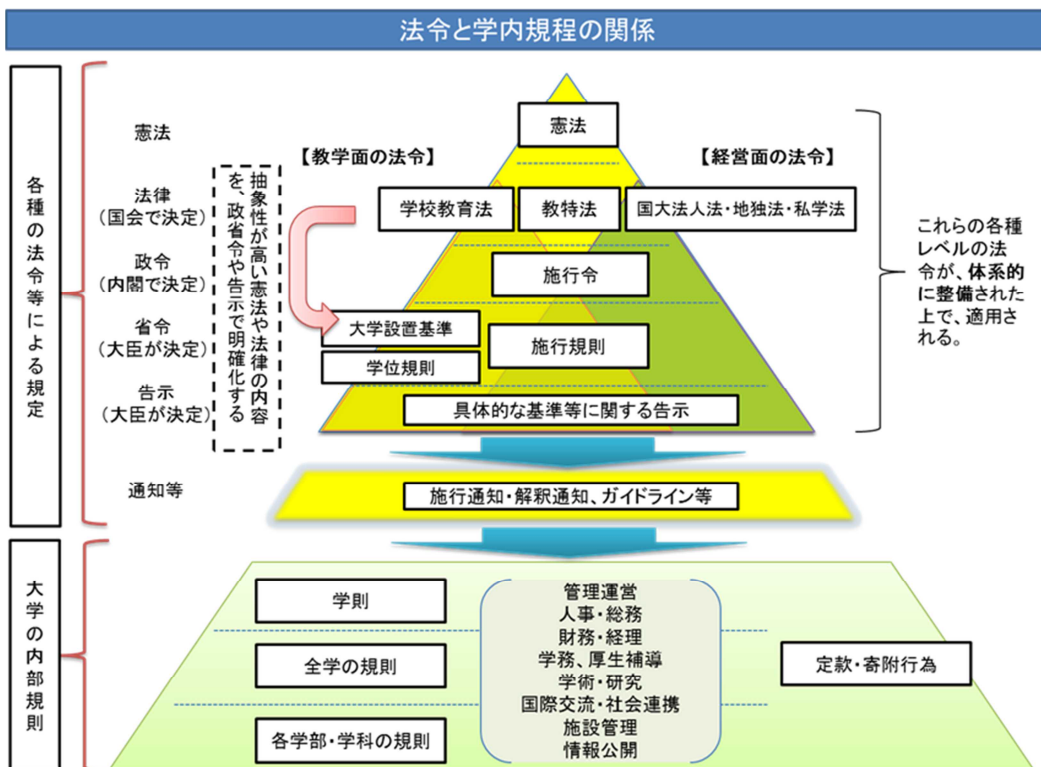 法令と学内規程の関係
各種の法令等による規定
憲法
法律
(国会で決定)
政令
(内閣で決定)
省令
(大臣が決定)
告示
(大臣が決定)
通知等
抽象性が高い憲法や法律の内容
を、政省令や告示で明確化する
【教学面の法令】
【経営面の法令】
憲法
学校教育法
教特法
国大法人法・地独法・私学法
施行令
大学設置基準
学位規則
施行規則
具体的な基準等に関する告示
これらの各種
レベルの法
令が、体系的
に整備された
上で、適用さ
れる。
施行通知・解釈通知、ガイドライン等
大学の内部規則
学則
全学の規則
各学部・学科の規則
管理運営
人事・総務
財務・経理
学務、厚生補導
学術・研究
国際交流・社会連携
施設管理
情報公開
定款・寄附行為